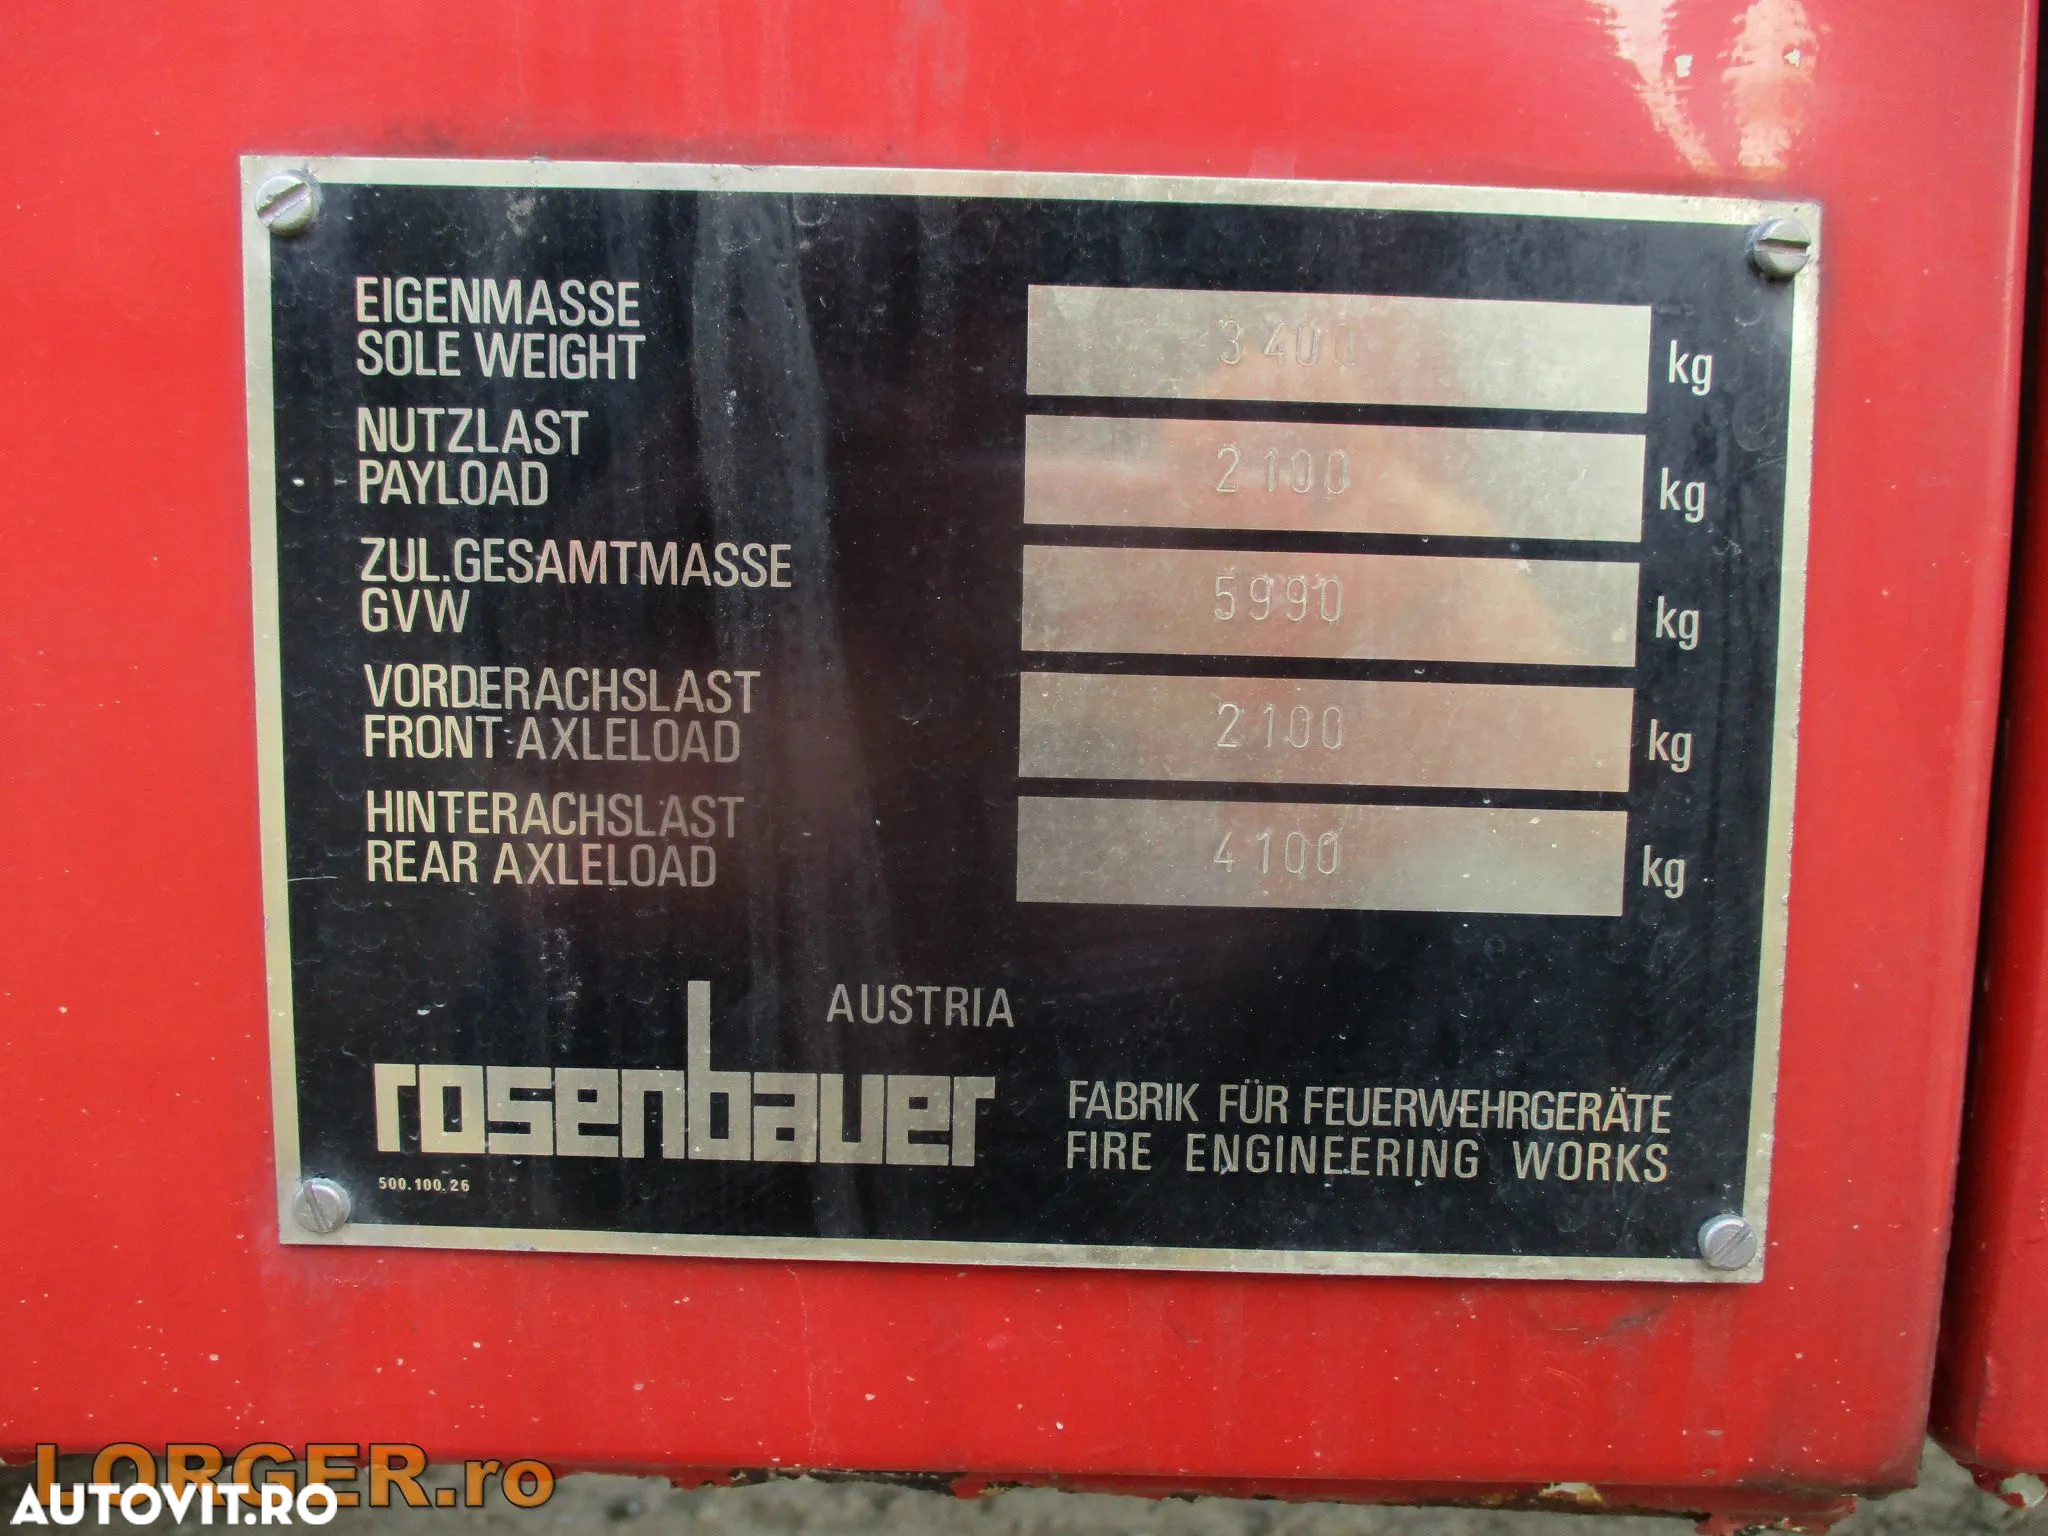 EIGENMASSE
SOLE WEIGHT
3400 kg
NUTZLAST
PAYLOAD
2100 kg
ZUL.GESAMTMASSE
GVW
5990 kg
VORDERACHSLAST
FRONT AXLELOAD
2100 kg
HINTERACHSLAST
REAR AXLELOAD
4100 kg
AUSTRIA
rosenbauer
500.100.26
FABRIK FÜR FEUERWEHRGERÄTE
FIRE ENGINEERING WORKS
LORGER.ro
AUTOVIT.RO